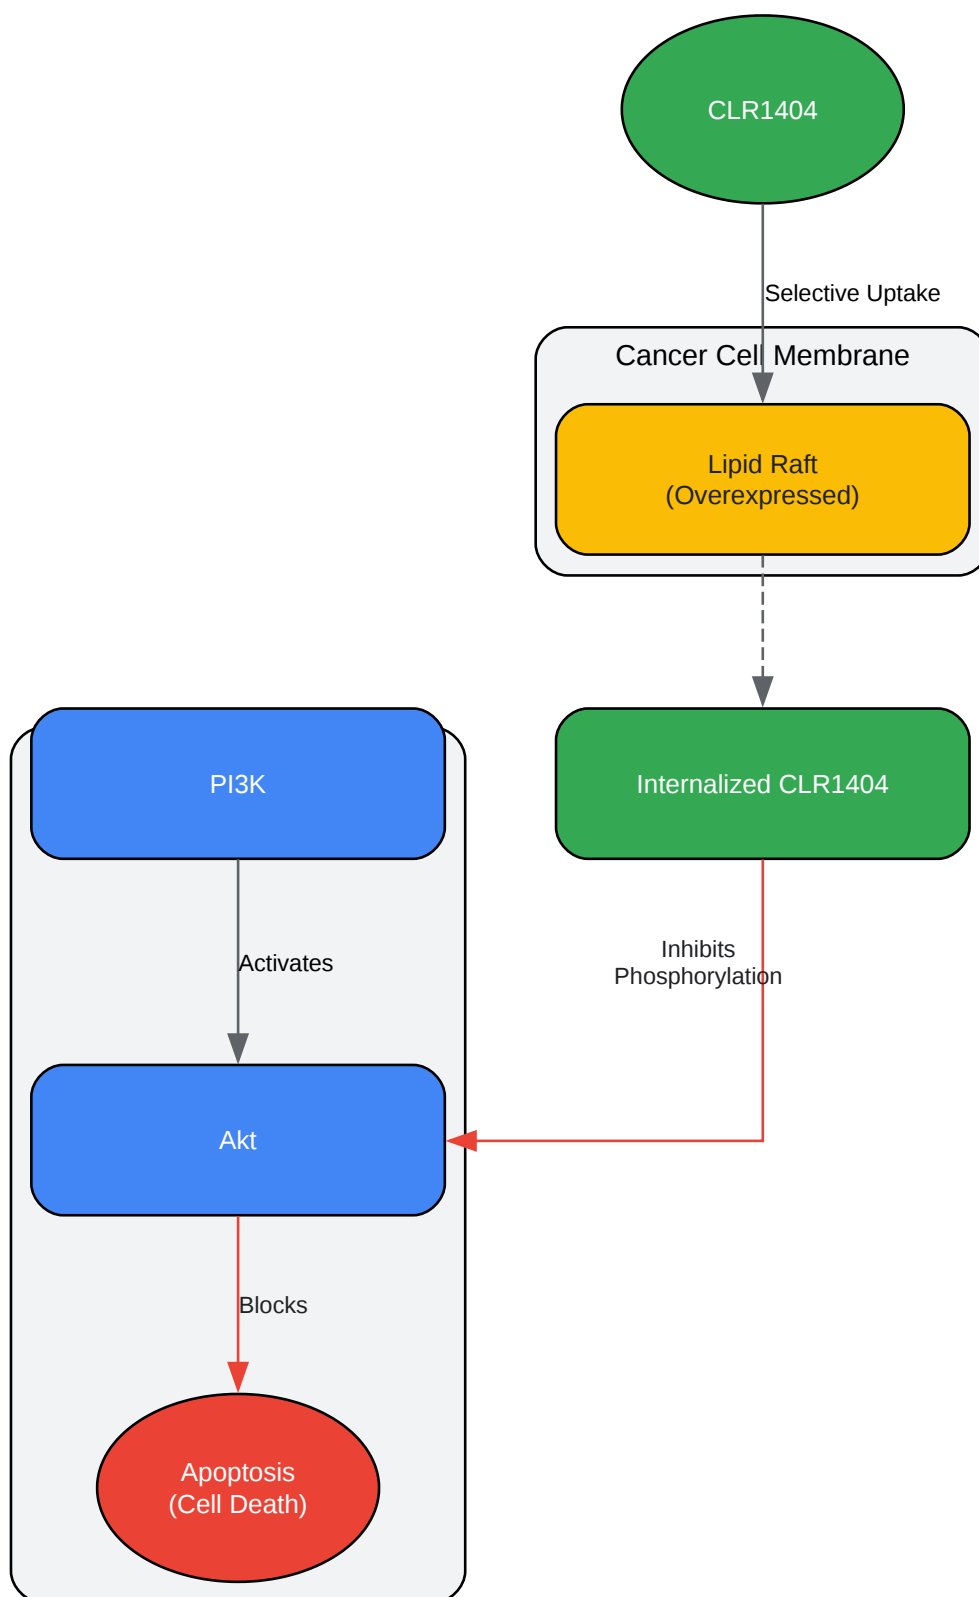 CLR1404
Selective Uptake
Cancer Cell Membrane
Lipid Raft
(Overexpressed)
PI3K
Internalized CLR1404
Activates
Inhibits
Phosphorylation
Akt
Blocks
Apoptosis
(Cell Death)